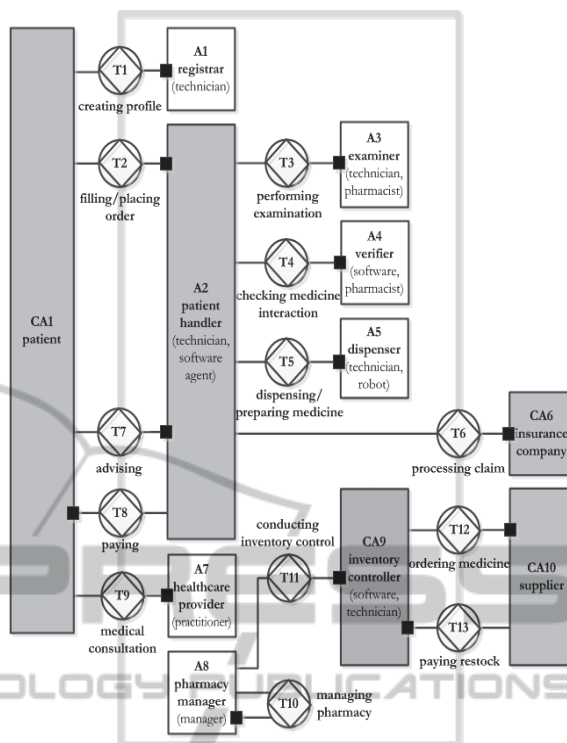 CA1
patient
T1
creating profile
A1
registrar
(technician)
T2
filling/placing
order
A2
patient
handler
(technician,
software
agent)
T3
performing
examination
A3
examiner
(technician,
pharmacist)
T4
checking medicine
interaction
A4
verifier
(software,
pharmacist)
T5
dispensing/
preparing medicine
A5
dispenser
(technician,
robot)
T6
processing claim
CA6
insurance
company
T7
advising
T8
paying
T9
medical
consultation
A7
healthcare
provider
(practitioner)
A8
pharmacy
manager
(manager)
T10
managing
pharmacy
conducting
inventory control
T11
CA9
inventory
controller
(software,
technician)
T12
ordering medicine
CA10
supplier
T13
paying restock